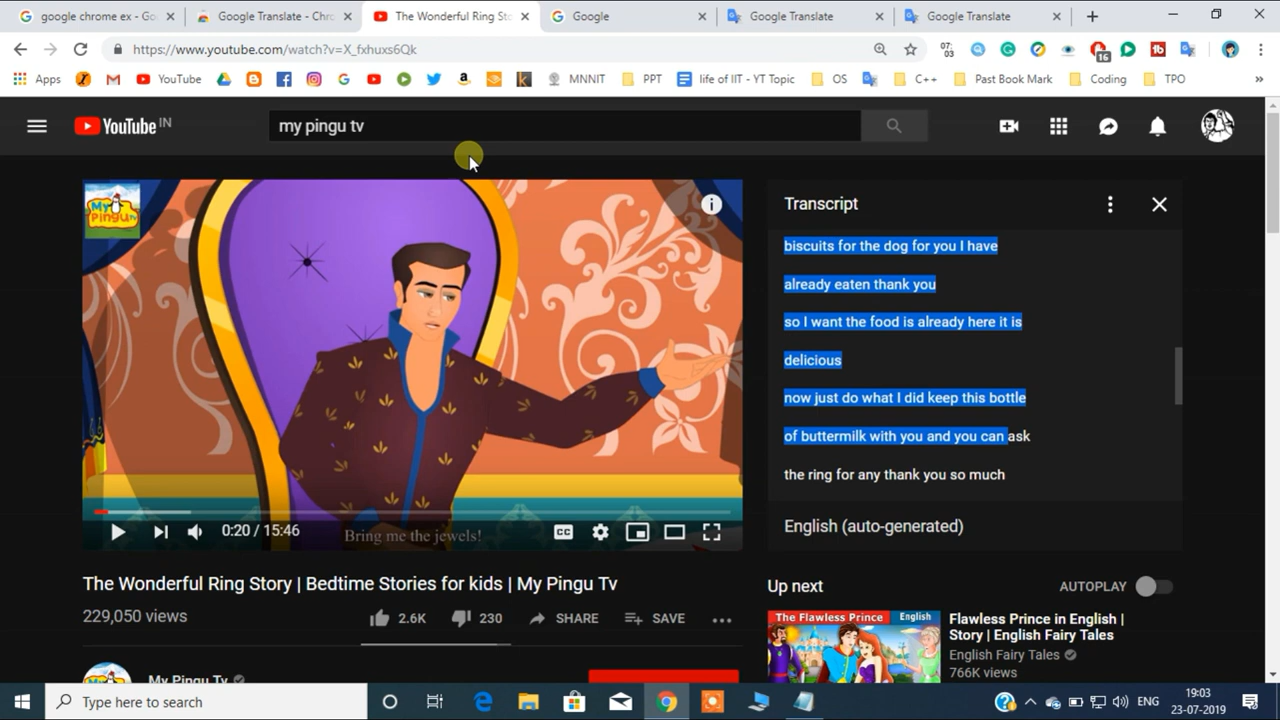 google chrome ex - Go
Google Translate - Chro
The Wonderful Ring Sto
Google
Google Translate
Google Translate
https://www.youtube.com/watch?v=X_fxhuxs6Qk
07:
03
16
Apps
YouTube
MNNIT
PPT
life of IIT - YT Topic
OS
C++
Past Book Mark
Coding
TPO
»
YouTube IN
my pingu tv
My
Pingu TV
Transcript
biscuits for the dog for you I have
already eaten thank you
so I want the food is already here it is
delicious
now just do what I did keep this bottle
of buttermilk with you and you can ask
the ring for any thank you so much
English (auto-generated)
0:20 / 15:46
Bring me the jewels!
CC
The Wonderful Ring Story | Bedtime Stories for kids | My Pingu Tv
229,050 views
2.6K
230
SHARE
SAVE
Up next
AUTOPLAY
The Flawless Prince
English
Flawless Prince in English |
Story | English Fairy Tales
English Fairy Tales
766K views
My Pingu Tv
Type here to search
ENG
19:03
23-07-2019